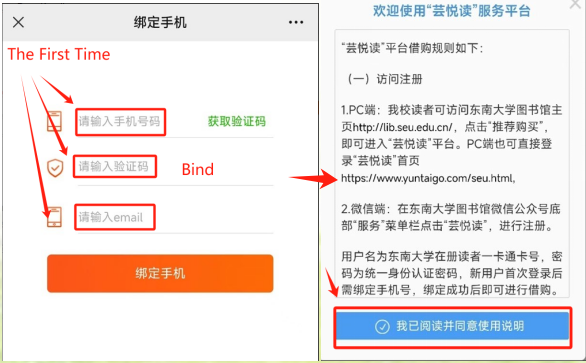 绑定手机
The First Time
请输入手机号码
获取验证码
请输入验证码
Bind
请输入email
绑定手机
欢迎使用“芸悦读”服务平台
“芸悦读”平台借购规则如下：
（一）访问注册
1.PC端：我校读者可访问东南大学图书馆主
页http://lib.seu.edu.cn/，点击“推荐购买”，
即可进入“芸悦读”平台。PC端也可直接登
录“芸悦读”首页
https://www.yuntaigo.com/seu.html,
2.微信端：在东南大学图书馆微信公众号底
部“服务”菜单栏点击“芸悦读”，进行注册。
用户名为东南大学在册读者一卡通卡号，密
码为统一身份认证密码，新用户首次登录后
需绑定手机号，绑定成功后即可进行借购。
我已阅读并同意使用说明